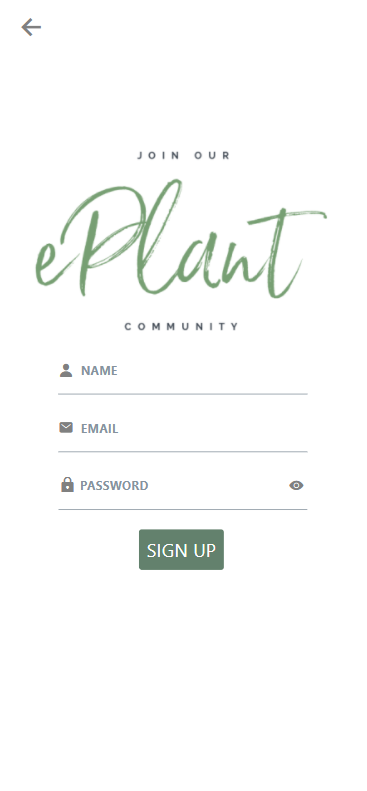 JOIN OUR
ePlant
COMMUNITY
NAME
EMAIL
PASSWORD
SIGN UP